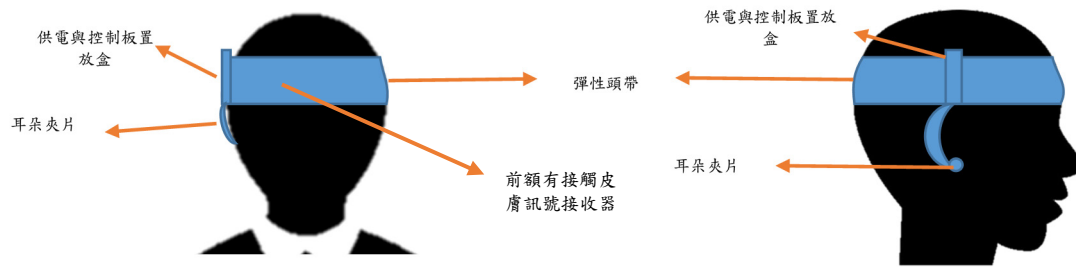 供電與控制板置
放盒
耳朵夾片
彈性頭帶
前額有接觸皮
膚訊號接收器
供電與控制板置放
盒
耳朵夾片